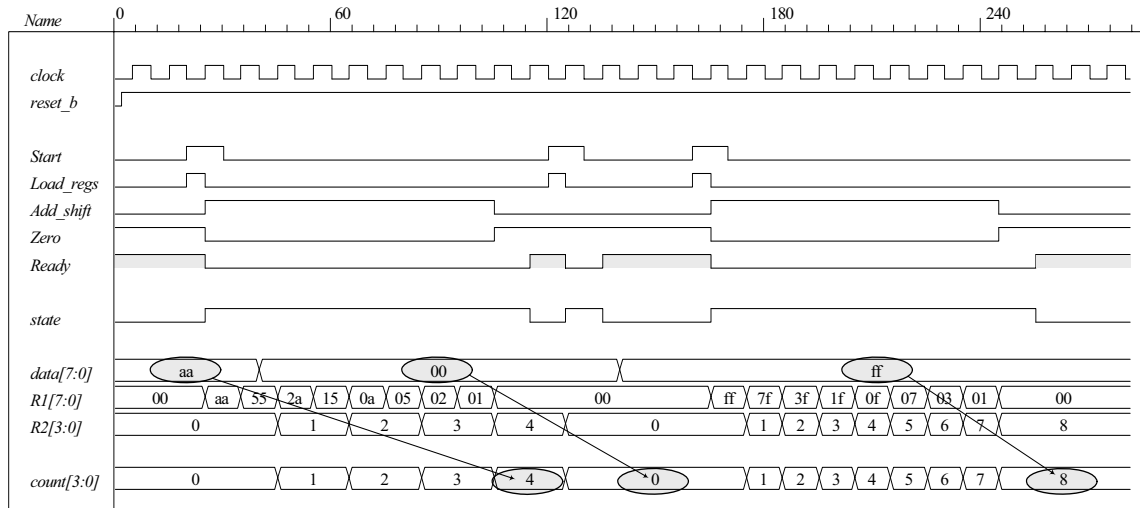 Name 0 60 120 180 240
clock
reset_b
Start
Load_regs
Add_shift
Zero
Ready
state
data[7:0] aa 00 ff
R1[7:0] 00 aa 55 2a 15 0a 05 02 01 00 ff 7f 3f 1f 0f 07 03 01 00
R2[3:0] 0 1 2 3 4 0 1 2 3 4 5 6 7 8
count[3:0] 0 1 2 3 4 0 1 2 3 4 5 6 7 8